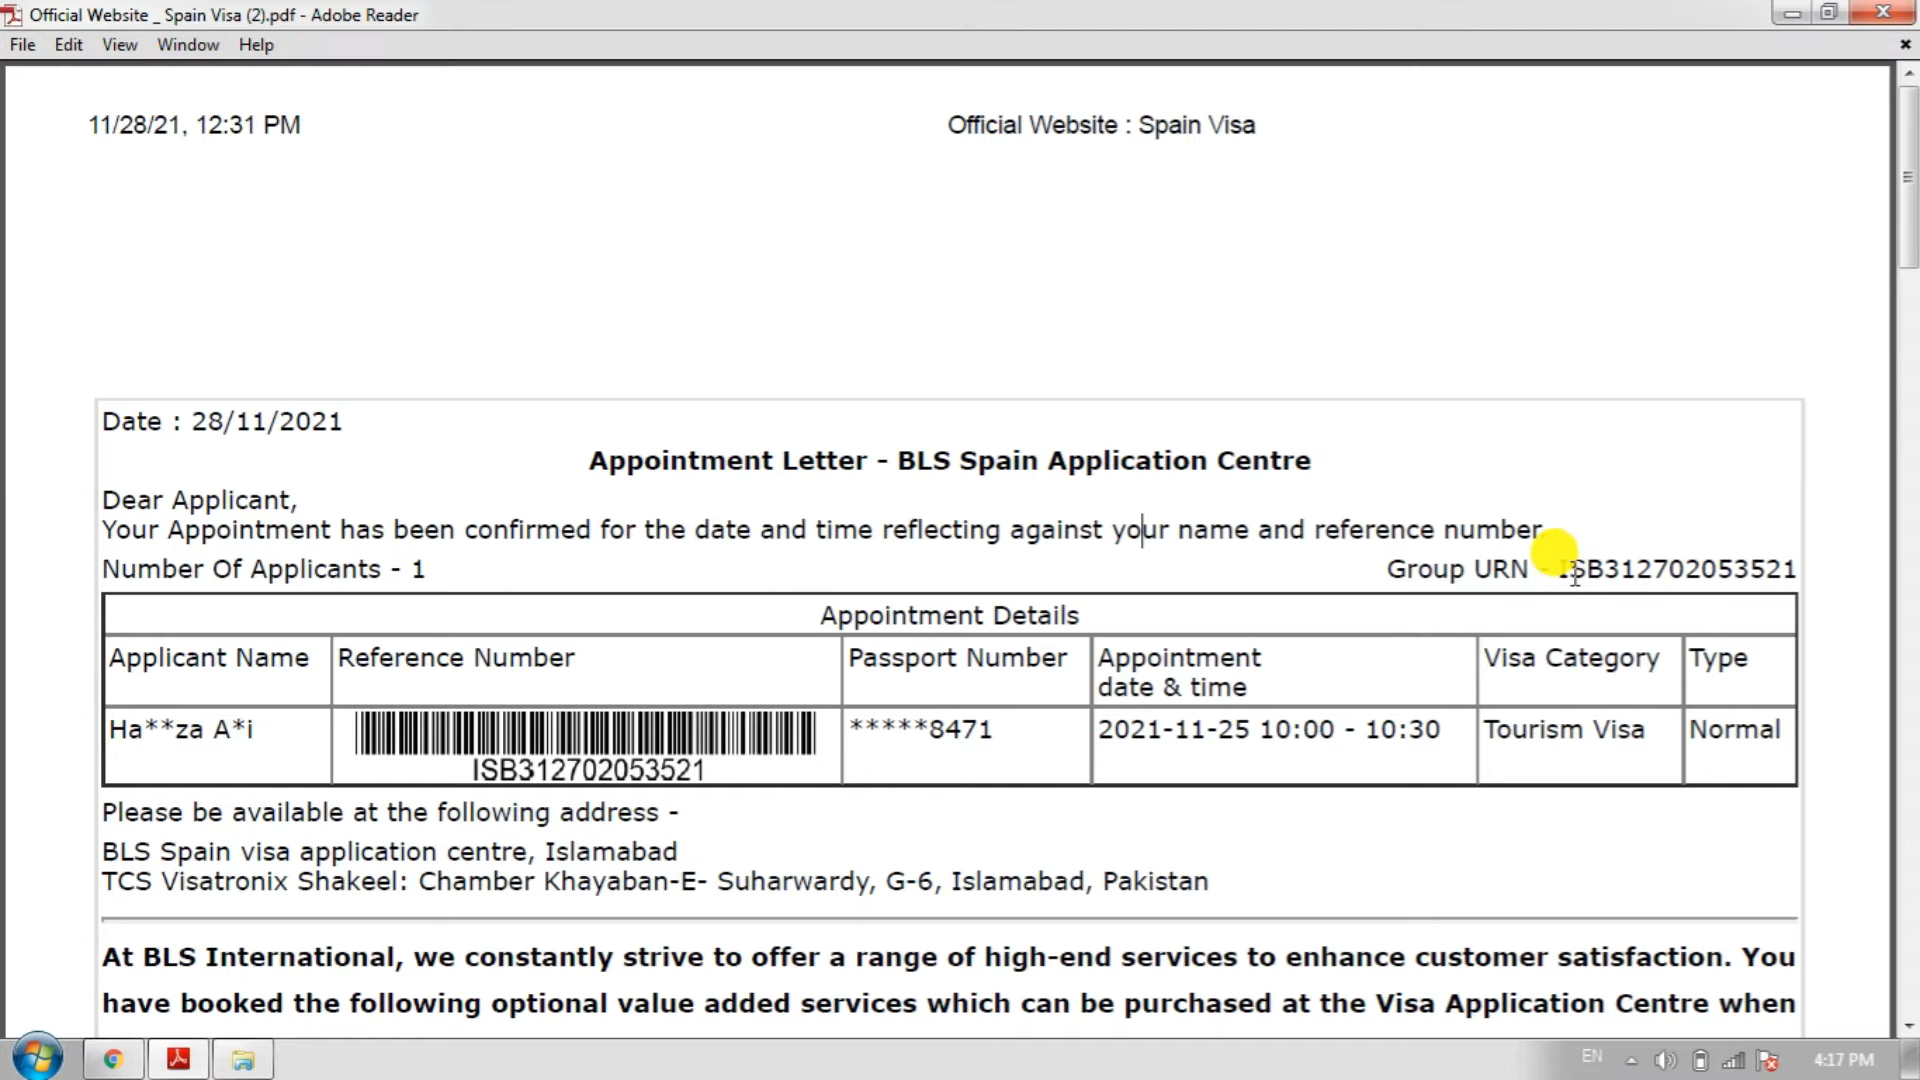 Official Website _ Spain Visa (2).pdf - Adobe Reader
File Edit View Window Help
11/28/21, 12:31 PM Official Website : Spain Visa
Date : 28/11/2021
Appointment Letter - BLS Spain Application Centre
Dear Applicant,
Your Appointment has been confirmed for the date and time reflecting against your name and reference number.
Number Of Applicants - 1 Group URN - ISB312702053521
Appointment Details
Applicant Name Reference Number Passport Number Appointment date & time Visa Category Type
Ha**za A*i ISB312702053521 *****8471 2021-11-25 10:00 - 10:30 Tourism Visa Normal
Please be available at the following address -
BLS Spain visa application centre, Islamabad
TCS Visatronix Shakeel: Chamber Khayaban-E- Suharwardy, G-6, Islamabad, Pakistan
At BLS International, we constantly strive to offer a range of high-end services to enhance customer satisfaction. You
have booked the following optional value added services which can be purchased at the Visa Application Centre when
EN 4:17 PM